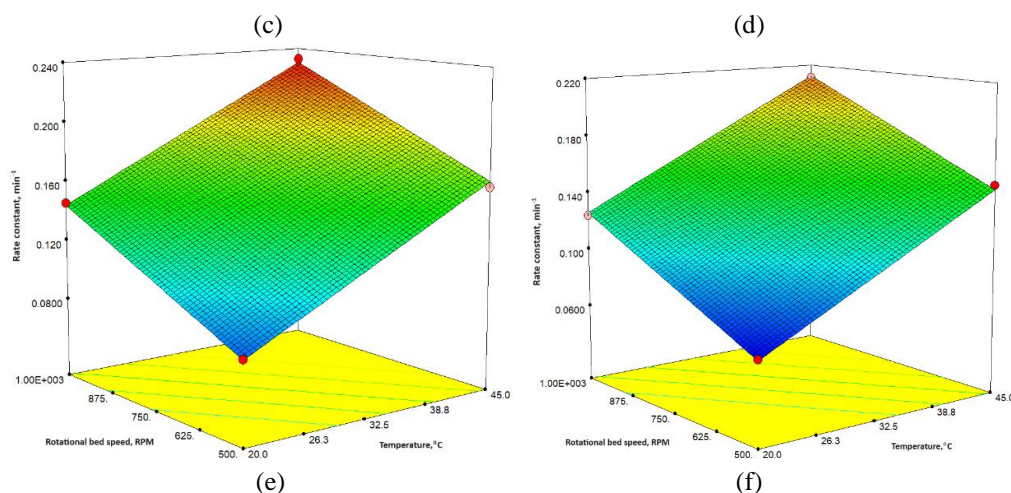 (c) (d)
0.240
0.200
0.160
0.120
0.0800
Rate constant, min⁻¹
1.00E+003
875.
750.
625.
500.
Rotational bed speed, RPM
20.0
26.3
32.5
38.8
45.0
Temperature,°C
0.220
0.180
0.140
0.100
0.0600
Rate constant, min⁻¹
1.00E+003
875.
750.
625.
500.
Rotational bed speed, RPM
20.0
26.3
32.5
38.8
45.0
Temperature,°C
(e) (f)